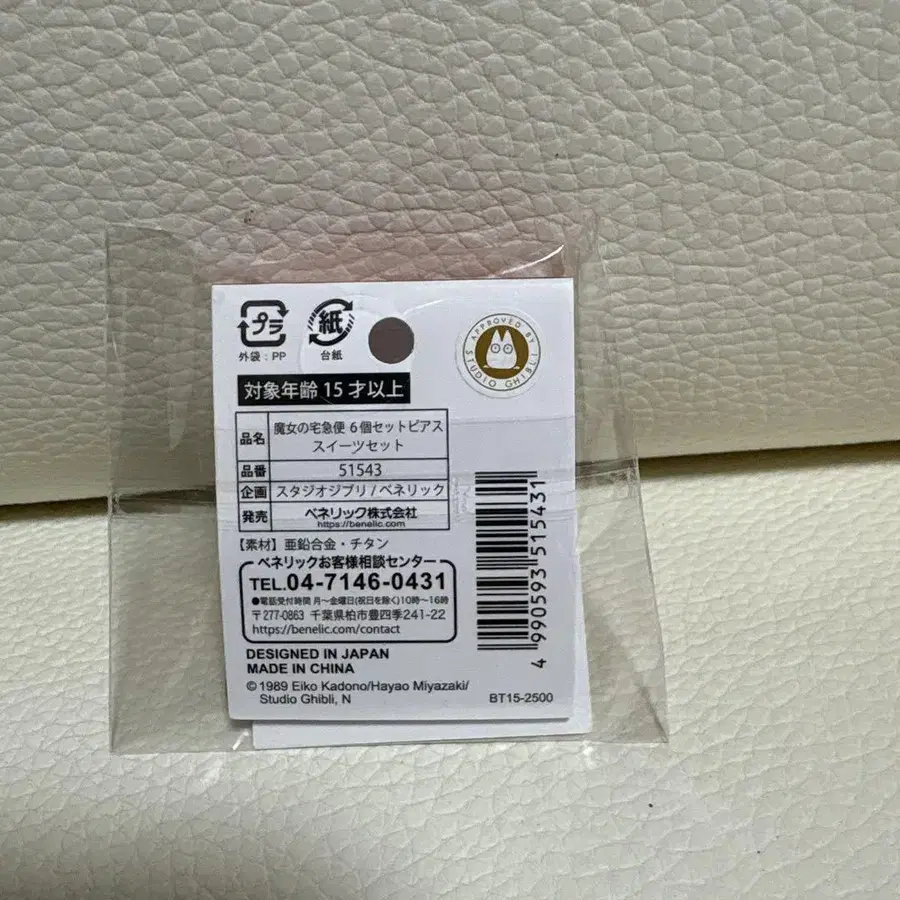 プラ
外袋:PP
紙
台紙
APPROVED BY
STUDIO GHIBLI
対象年齢 15 才以上
品名 魔女の宅急便 6個セットピアス
スイーツセット
品番 51543
企画 スタジオジブリ / ベネリック
発売 ベネリック株式会社
https://benelic.com
【素材】亜鉛合金・チタン
ベネリックお客様相談センター
TEL.04-7146-0431
●電話受付時間 月~金曜日(祝日を除く)10時~16時
〒277-0863 千葉県柏市豊四季241-22
https://benelic.com/contact
DESIGNED IN JAPAN
MADE IN CHINA
©1989 Eiko Kadono/Hayao Miyazaki/
Studio Ghibli, N
BT15-2500
4 990593 515431